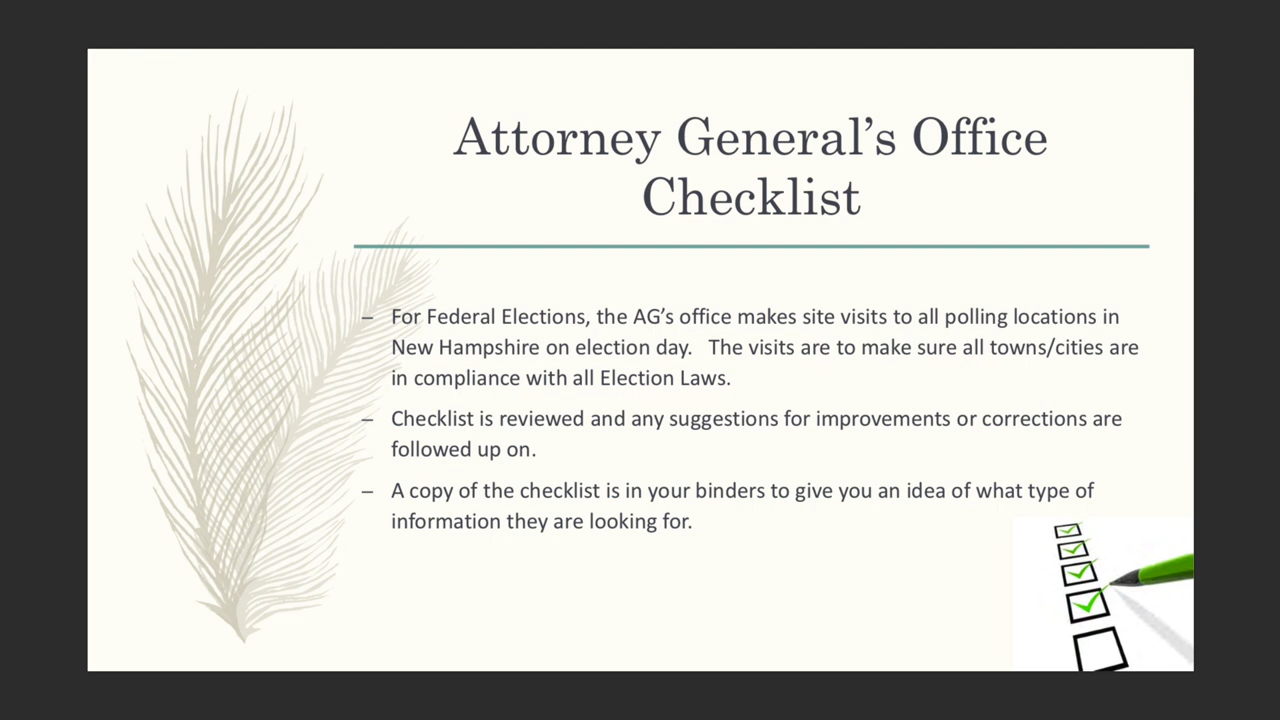 Attorney General’s Office
Checklist
– For Federal Elections, the AG’s office makes site visits to all polling locations in
New Hampshire on election day.   The visits are to make sure all towns/cities are
in compliance with all Election Laws.
– Checklist is reviewed and any suggestions for improvements or corrections are
followed up on.
– A copy of the checklist is in your binders to give you an idea of what type of
information they are looking for.